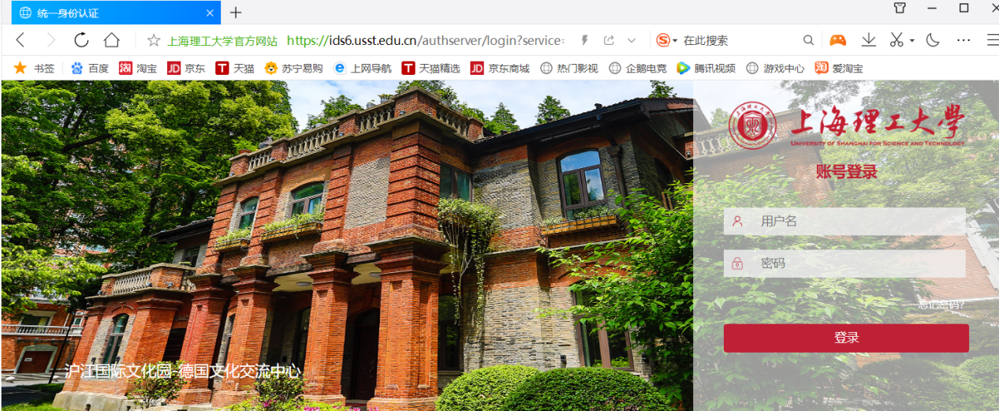 统一身份认证
上海理工大学官方网站 https://ids6.usst.edu.cn/authserver/login?service= 在此搜索
书签 百度 淘宝 京东 天猫 苏宁易购 上网导航 天猫精选 京东商城 热门影视 企鹅电竞 腾讯视频 游戏中心 爱淘宝
上海理工大學
UNIVERSITY OF SHANGHAI FOR SCIENCE AND TECHNOLOGY
账号登录
用户名
密码
忘记密码?
登录
沪江国际文化园-德国文化交流中心